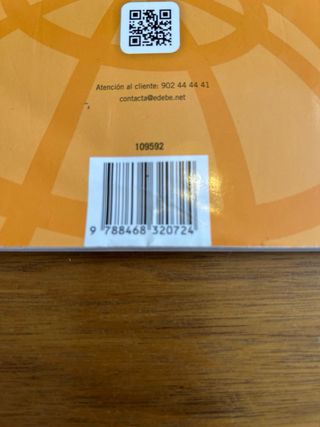 Atención al cliente: 902 44 44 41
contacta@edebe.net
109592
9 788468 320724